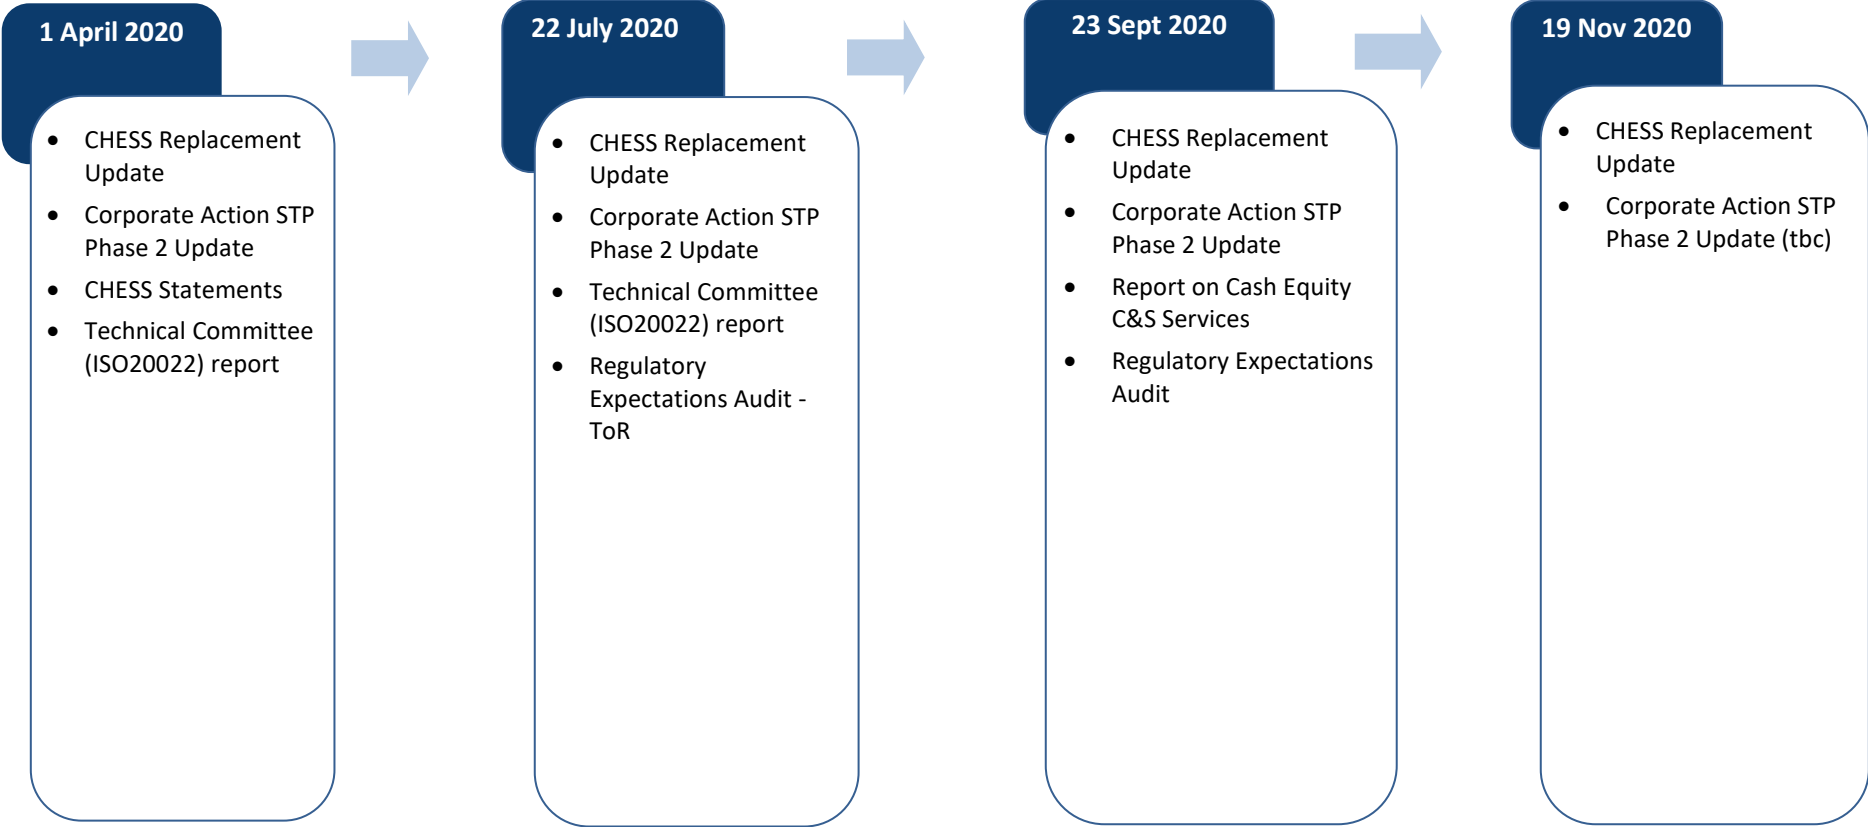 1 April 2020
• CHESS Replacement
Update
• Corporate Action STP
Phase 2 Update
• CHESS Statements
• Technical Committee
(ISO20022) report
22 July 2020
• CHESS Replacement
Update
• Corporate Action STP
Phase 2 Update
• Technical Committee
(ISO20022) report
• Regulatory
Expectations Audit -
ToR
23 Sept 2020
• CHESS Replacement
Update
• Corporate Action STP
Phase 2 Update
• Report on Cash Equity
C&S Services
• Regulatory Expectations
Audit
19 Nov 2020
• CHESS Replacement
Update
• Corporate Action STP
Phase 2 Update (tbc)